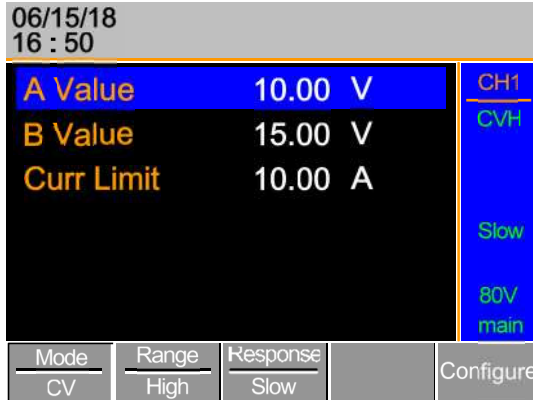 06/15/18
16 : 50
A Value 10.00 V
B Value 15.00 V
Curr Limit 10.00 A
CH1
CVH
Slow
80V
main
Mode Range Response Configure
CV High Slow